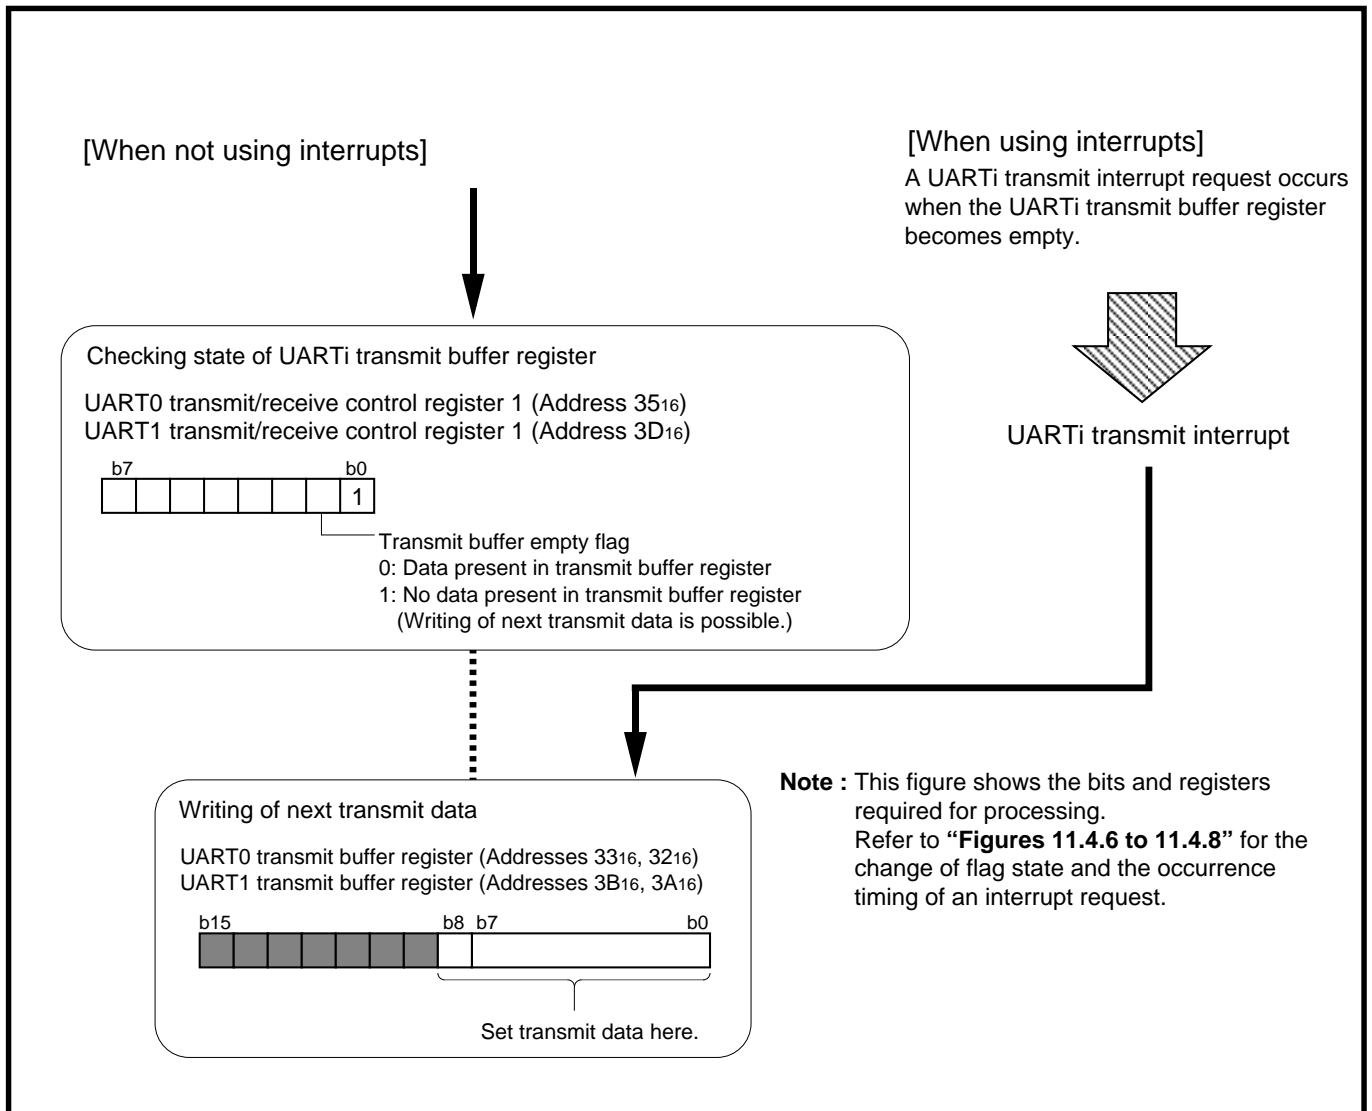 [When not using interrupts]
[When using interrupts]
A UARTi transmit interrupt request occurs
when the UARTi transmit buffer register
becomes empty.
Checking state of UARTi transmit buffer register
UART0 transmit/receive control register 1 (Address 3516)
UART1 transmit/receive control register 1 (Address 3D16)
b7 b0
1
Transmit buffer empty flag
0: Data present in transmit buffer register
1: No data present in transmit buffer register
(Writing of next transmit data is possible.)
UARTi transmit interrupt
Writing of next transmit data
UART0 transmit buffer register (Addresses 3316, 3216)
UART1 transmit buffer register (Addresses 3B16, 3A16)
b15 b8 b7 b0
Set transmit data here.
Note : This figure shows the bits and registers
required for processing.
Refer to “Figures 11.4.6 to 11.4.8” for the
change of flag state and the occurrence
timing of an interrupt request.